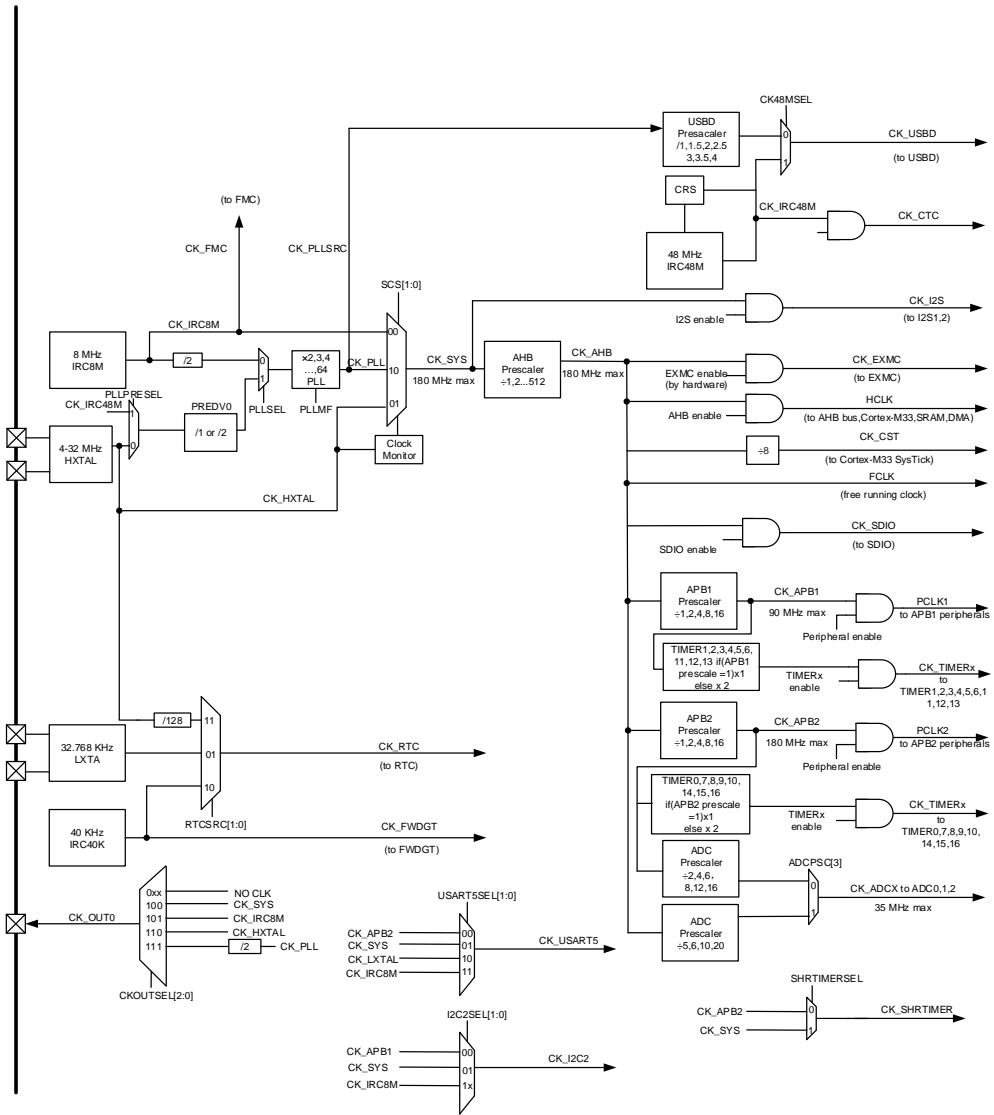 CK48MSEL
USBD
Presacaler
/1,1.5,2,2.5
3,3.5,4
0
1
CK_USBD
(to USBD)
CRS
CK_IRC48M
CK_CTC
48 MHz
IRC48M
(to FMC)
CK_FMC
CK_PLLSRC
SCS[1:0]
CK_IRC8M
00
8 MHz
IRC8M
/2
0
1
×2,3,4
...,64
PLL
CK_PLL
10
CK_SYS
180 MHz max
AHB
Prescaler
÷1,2...512
CK_AHB
180 MHz max
I2S enable
CK_I2S
(to I2S1,2)
EXMC enable
(by hardware)
CK_EXMC
(to EXMC)
PLLPRESEL
CK_IRC48M
1
0
PREDV0
/1 or /2
PLLSEL
PLLMF
01
AHB enable
HCLK
(to AHB bus,Cortex-M33,SRAM,DMA)
4-32 MHz
HXTAL
Clock
Monitor
÷8
CK_CST
(to Cortex-M33 SysTick)
FCLK
(free running clock)
CK_HXTAL
SDIO enable
CK_SDIO
(to SDIO)
APB1
Prescaler
÷1,2,4,8,16
CK_APB1
90 MHz max
Peripheral enable
PCLK1
to APB1 peripherals
TIMER1,2,3,4,5,6,
11,12,13 if(APB1
prescale =1)x1
else x 2
TIMERx
enable
CK_TIMERx
to
TIMER1,2,3,4,5,6,1
1,12,13
/128
11
32.768 KHz
LXTA
01
10
CK_RTC
(to RTC)
RTCSRC[1:0]
APB2
Prescaler
÷1,2,4,8,16
CK_APB2
180 MHz max
Peripheral enable
PCLK2
to APB2 peripherals
TIMER0,7,8,9,10,
14,15,16
if(APB2 prescale
=1)x1
else x 2
TIMERx
enable
CK_TIMERx
to
TIMER0,7,8,9,10,
14,15,16
40 KHz
IRC40K
CK_FWDGT
(to FWDGT)
ADC
Prescaler
÷2,4,6,
8,12,16
ADCPSC[3]
0
1
CK_ADCX to ADC0,1,2
35 MHz max
ADC
Prescaler
÷5,6,10,20
CK_OUT0
0xx
NO CLK
100
CK_SYS
101
CK_IRC8M
110
CK_HXTAL
111
/2
CK_PLL
CKOUTSEL[2:0]
USART5SEL[1:0]
CK_APB2
00
CK_SYS
01
CK_LXTAL
10
CK_IRC8M
11
CK_USART5
SHRTIMERSEL
CK_APB2
0
CK_SYS
1
CK_SHRTIMER
I2C2SEL[1:0]
CK_APB1
00
CK_SYS
01
CK_IRC8M
1x
CK_I2C2